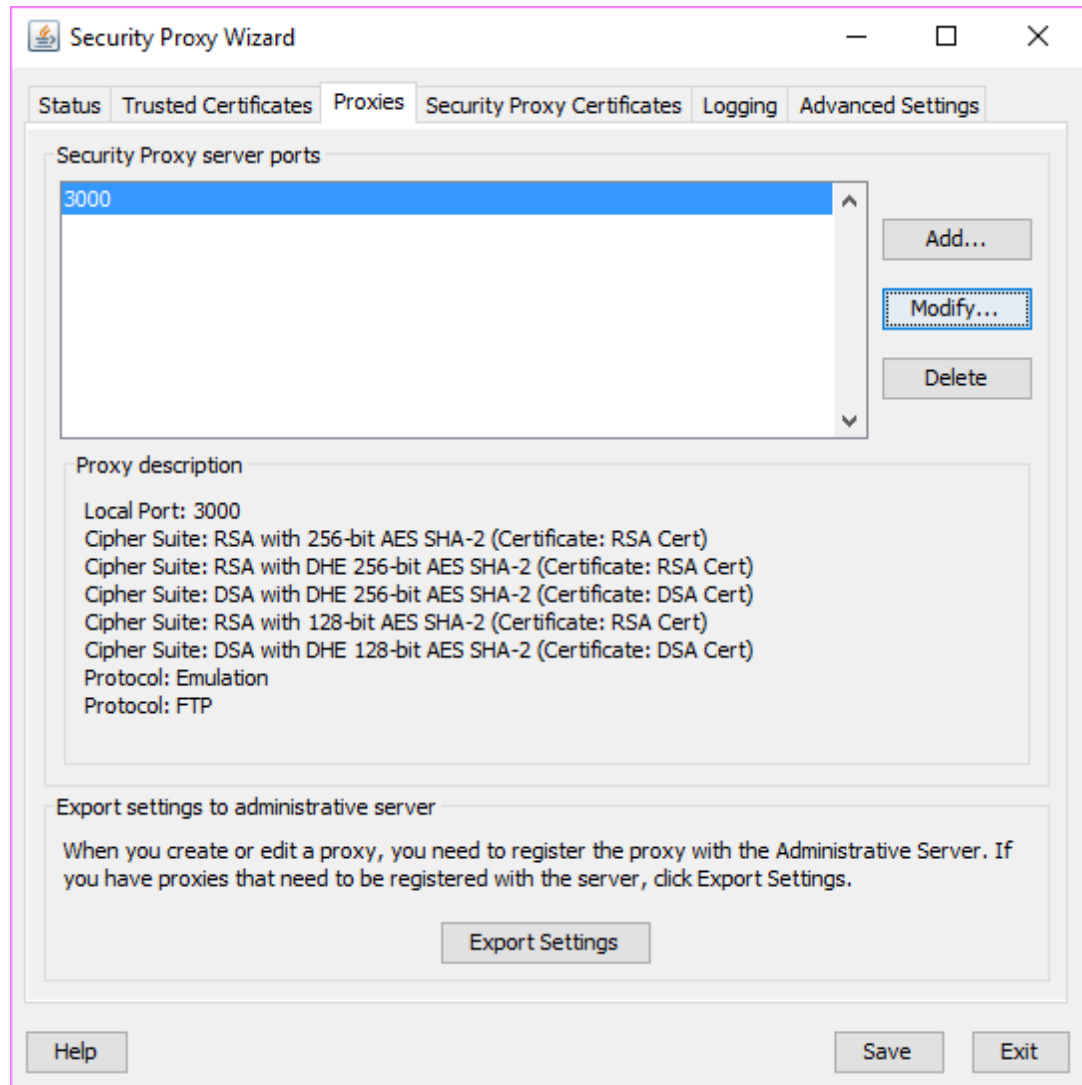 Security Proxy Wizard
Status Trusted Certificates Proxies Security Proxy Certificates Logging Advanced Settings
Security Proxy server ports
3000
Add...
Modify...
Delete
Proxy description
Local Port: 3000
Cipher Suite: RSA with 256-bit AES SHA-2 (Certificate: RSA Cert)
Cipher Suite: RSA with DHE 256-bit AES SHA-2 (Certificate: RSA Cert)
Cipher Suite: DSA with DHE 256-bit AES SHA-2 (Certificate: DSA Cert)
Cipher Suite: RSA with 128-bit AES SHA-2 (Certificate: RSA Cert)
Cipher Suite: DSA with DHE 128-bit AES SHA-2 (Certificate: DSA Cert)
Protocol: Emulation
Protocol: FTP
Export settings to administrative server
When you create or edit a proxy, you need to register the proxy with the Administrative Server. If
you have proxies that need to be registered with the server, click Export Settings.
Export Settings
Help Save Exit